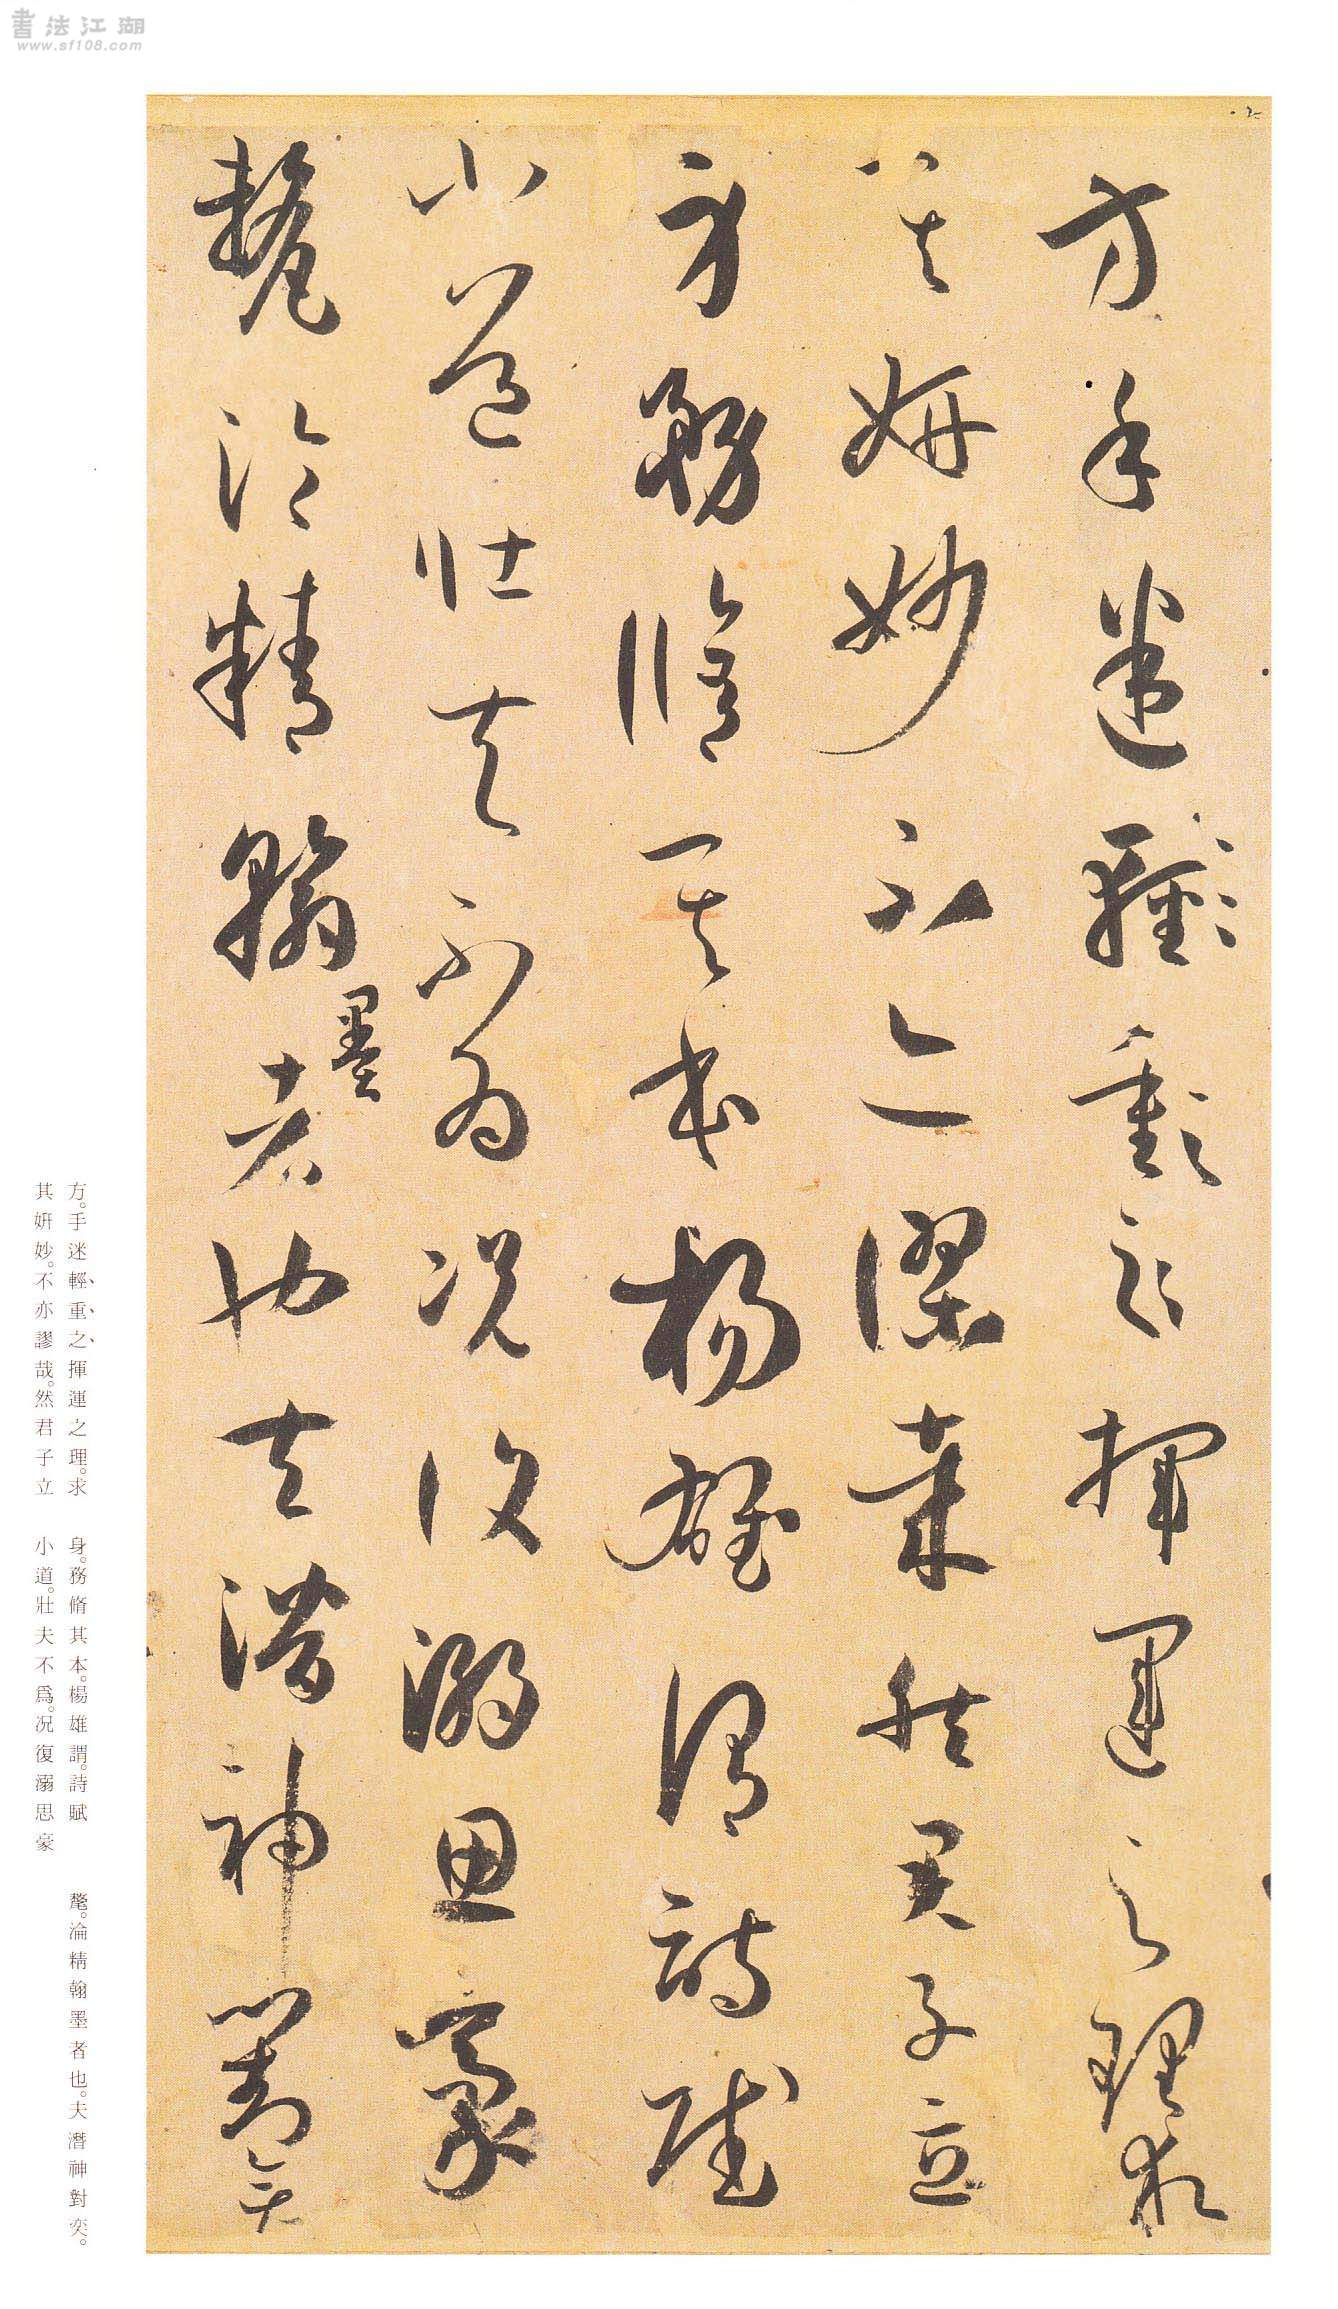 書法江湖
www.sf108.com
方手迷輕重之揮運之理求
其妍妙不亦謬哉然君子立
身務脩其本楊雄謂詩賦
小道壯夫不爲况復溺思豪
氂淪精翰墨者也夫潛神對奕
方。手迷輕、重、之、揮運之理。求
其妍妙。不亦謬哉。然君子立
身。務脩其本。楊雄謂。詩賦
小道。壯夫不爲。况復溺思豪
氂。淪精翰墨者也。夫潛神對奕。